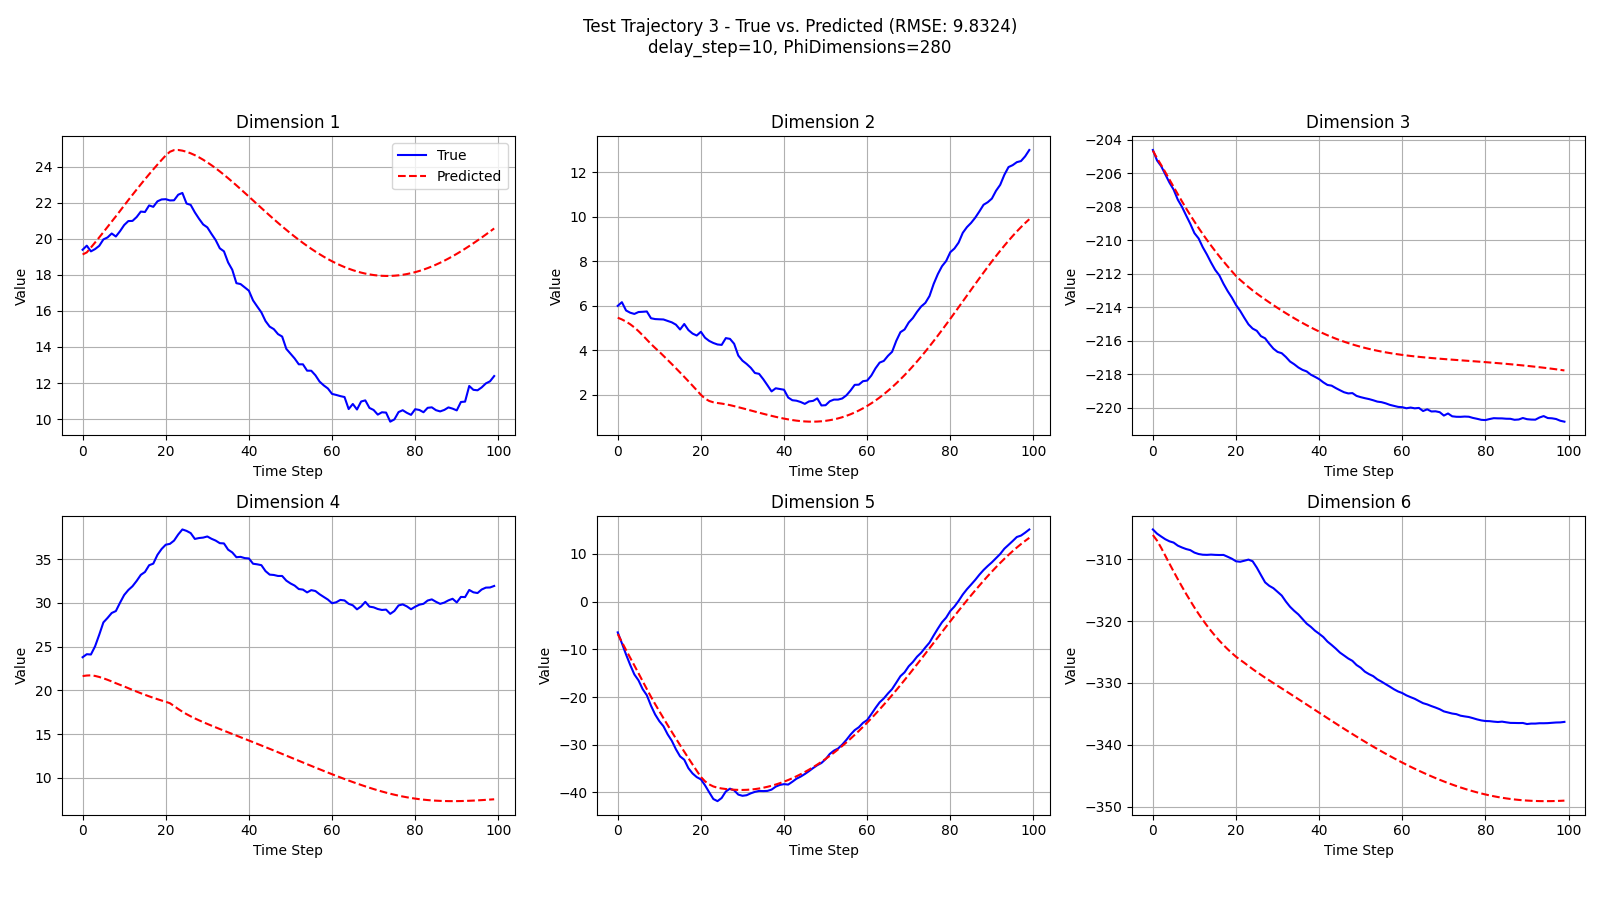 Test Trajectory 3 - True vs. Predicted (RMSE: 9.8324)
delay_step=10, PhiDimensions=280
Dimension 1
True
Predicted
Value
24
22
20
18
16
14
12
10
0 20 40 60 80 100
Time Step
Dimension 2
Value
12
10
8
6
4
2
0 20 40 60 80 100
Time Step
Dimension 3
Value
−204
−206
−208
−210
−212
−214
−216
−218
−220
0 20 40 60 80 100
Time Step
Dimension 4
Value
35
30
25
20
15
10
0 20 40 60 80 100
Time Step
Dimension 5
Value
10
0
−10
−20
−30
−40
0 20 40 60 80 100
Time Step
Dimension 6
Value
−310
−320
−330
−340
−350
0 20 40 60 80 100
Time Step